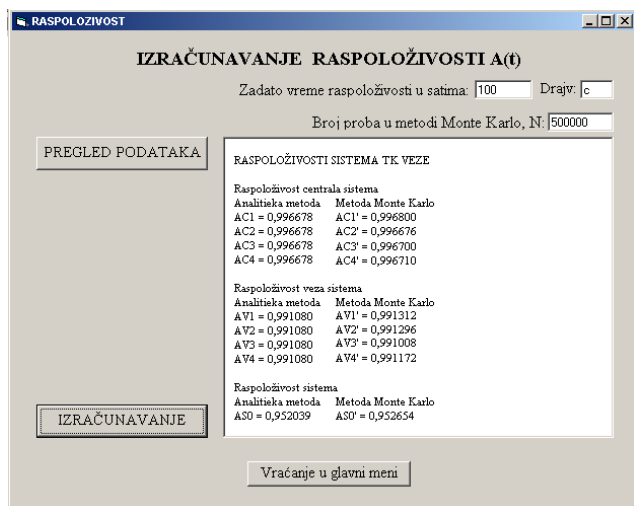 RASPOLOZIVOST
IZRAČUNAVANJE RASPOLOŽIVOSTI A(t)
Zadato vreme raspoloživosti u satima: 100 Drajv: c
Broj proba u metodi Monte Karlo, N: 500000
PREGLED PODATAKA
RASPOLOŽIVOSTI SISTEMA TK VEZE
Raspoloživost centrala sistema
Analitieka metoda Metoda Monte Karlo
AC1 = 0,996678 AC1' = 0,996800
AC2 = 0,996678 AC2' = 0,996676
AC3 = 0,996678 AC3' = 0,996700
AC4 = 0,996678 AC4' = 0,996710
Raspoloživost veza sistema
Analitieka metoda Metoda Monte Karlo
AV1 = 0,991080 AV1' = 0,991312
AV2 = 0,991080 AV2' = 0,991296
AV3 = 0,991080 AV3' = 0,991008
AV4 = 0,991080 AV4' = 0,991172
Raspoloživost sistema
Analitieka metoda Metoda Monte Karlo
AS0 = 0,952039 AS0' = 0,952654
IZRAČUNAVANJE
Vraćanje u glavni meni